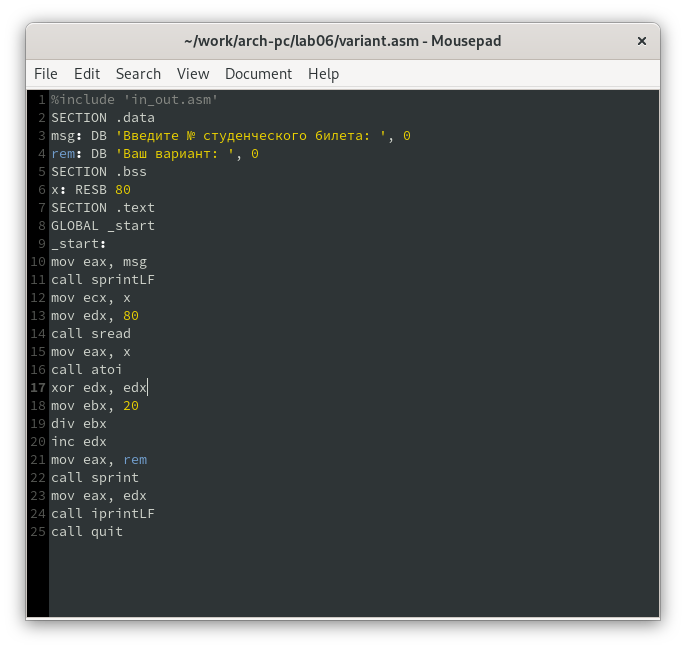 ~/work/arch-pc/lab06/variant.asm - Mousepad ×
File Edit Search View Document Help
1 %include 'in_out.asm'
2 SECTION .data
3 msg: DB 'Введите № студенческого билета: ', 0
4 rem: DB 'Ваш вариант: ', 0
5 SECTION .bss
6 x: RESB 80
7 SECTION .text
8 GLOBAL _start
9 _start:
10 mov eax, msg
11 call sprintLF
12 mov ecx, x
13 mov edx, 80
14 call sread
15 mov eax, x
16 call atoi
17 xor edx, edx
18 mov ebx, 20
19 div ebx
20 inc edx
21 mov eax, rem
22 call sprint
23 mov eax, edx
24 call iprintLF
25 call quit